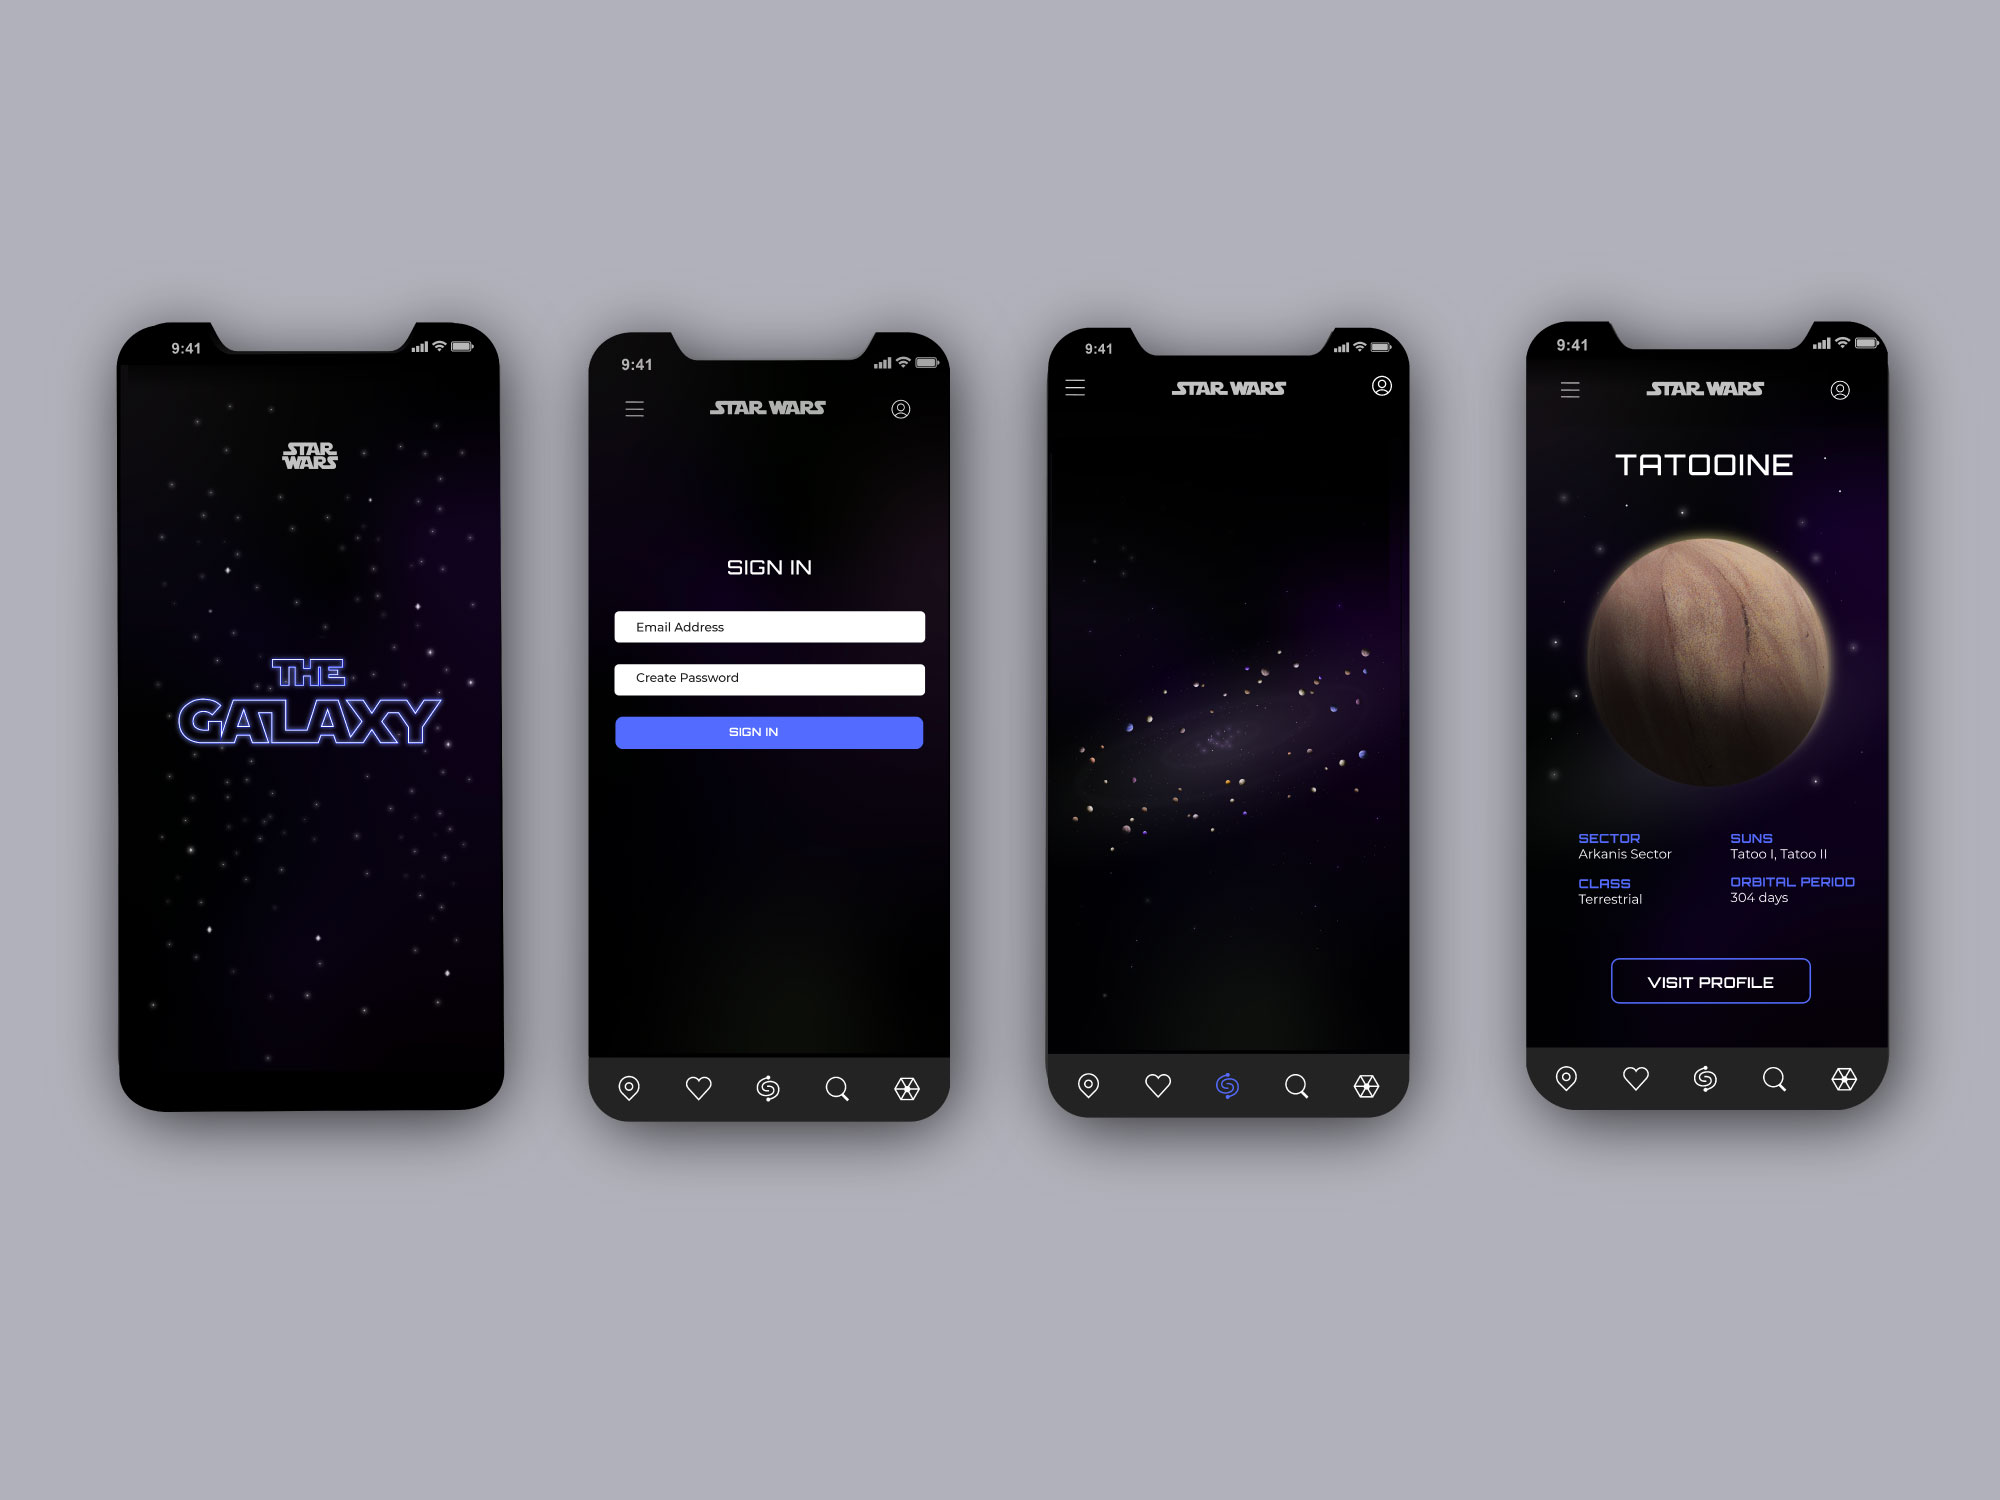 9:41
STAR
WARS
THE
GALAXY
9:41
STAR WARS
SIGN IN
Email Address
Create Password
SIGN IN
9:41
STAR WARS
9:41
STAR WARS
TATOOINE
SECTOR
Arkanis Sector
SUNS
Tatoo I, Tatoo II
CLASS
Terrestrial
ORBITAL PERIOD
304 days
VISIT PROFILE